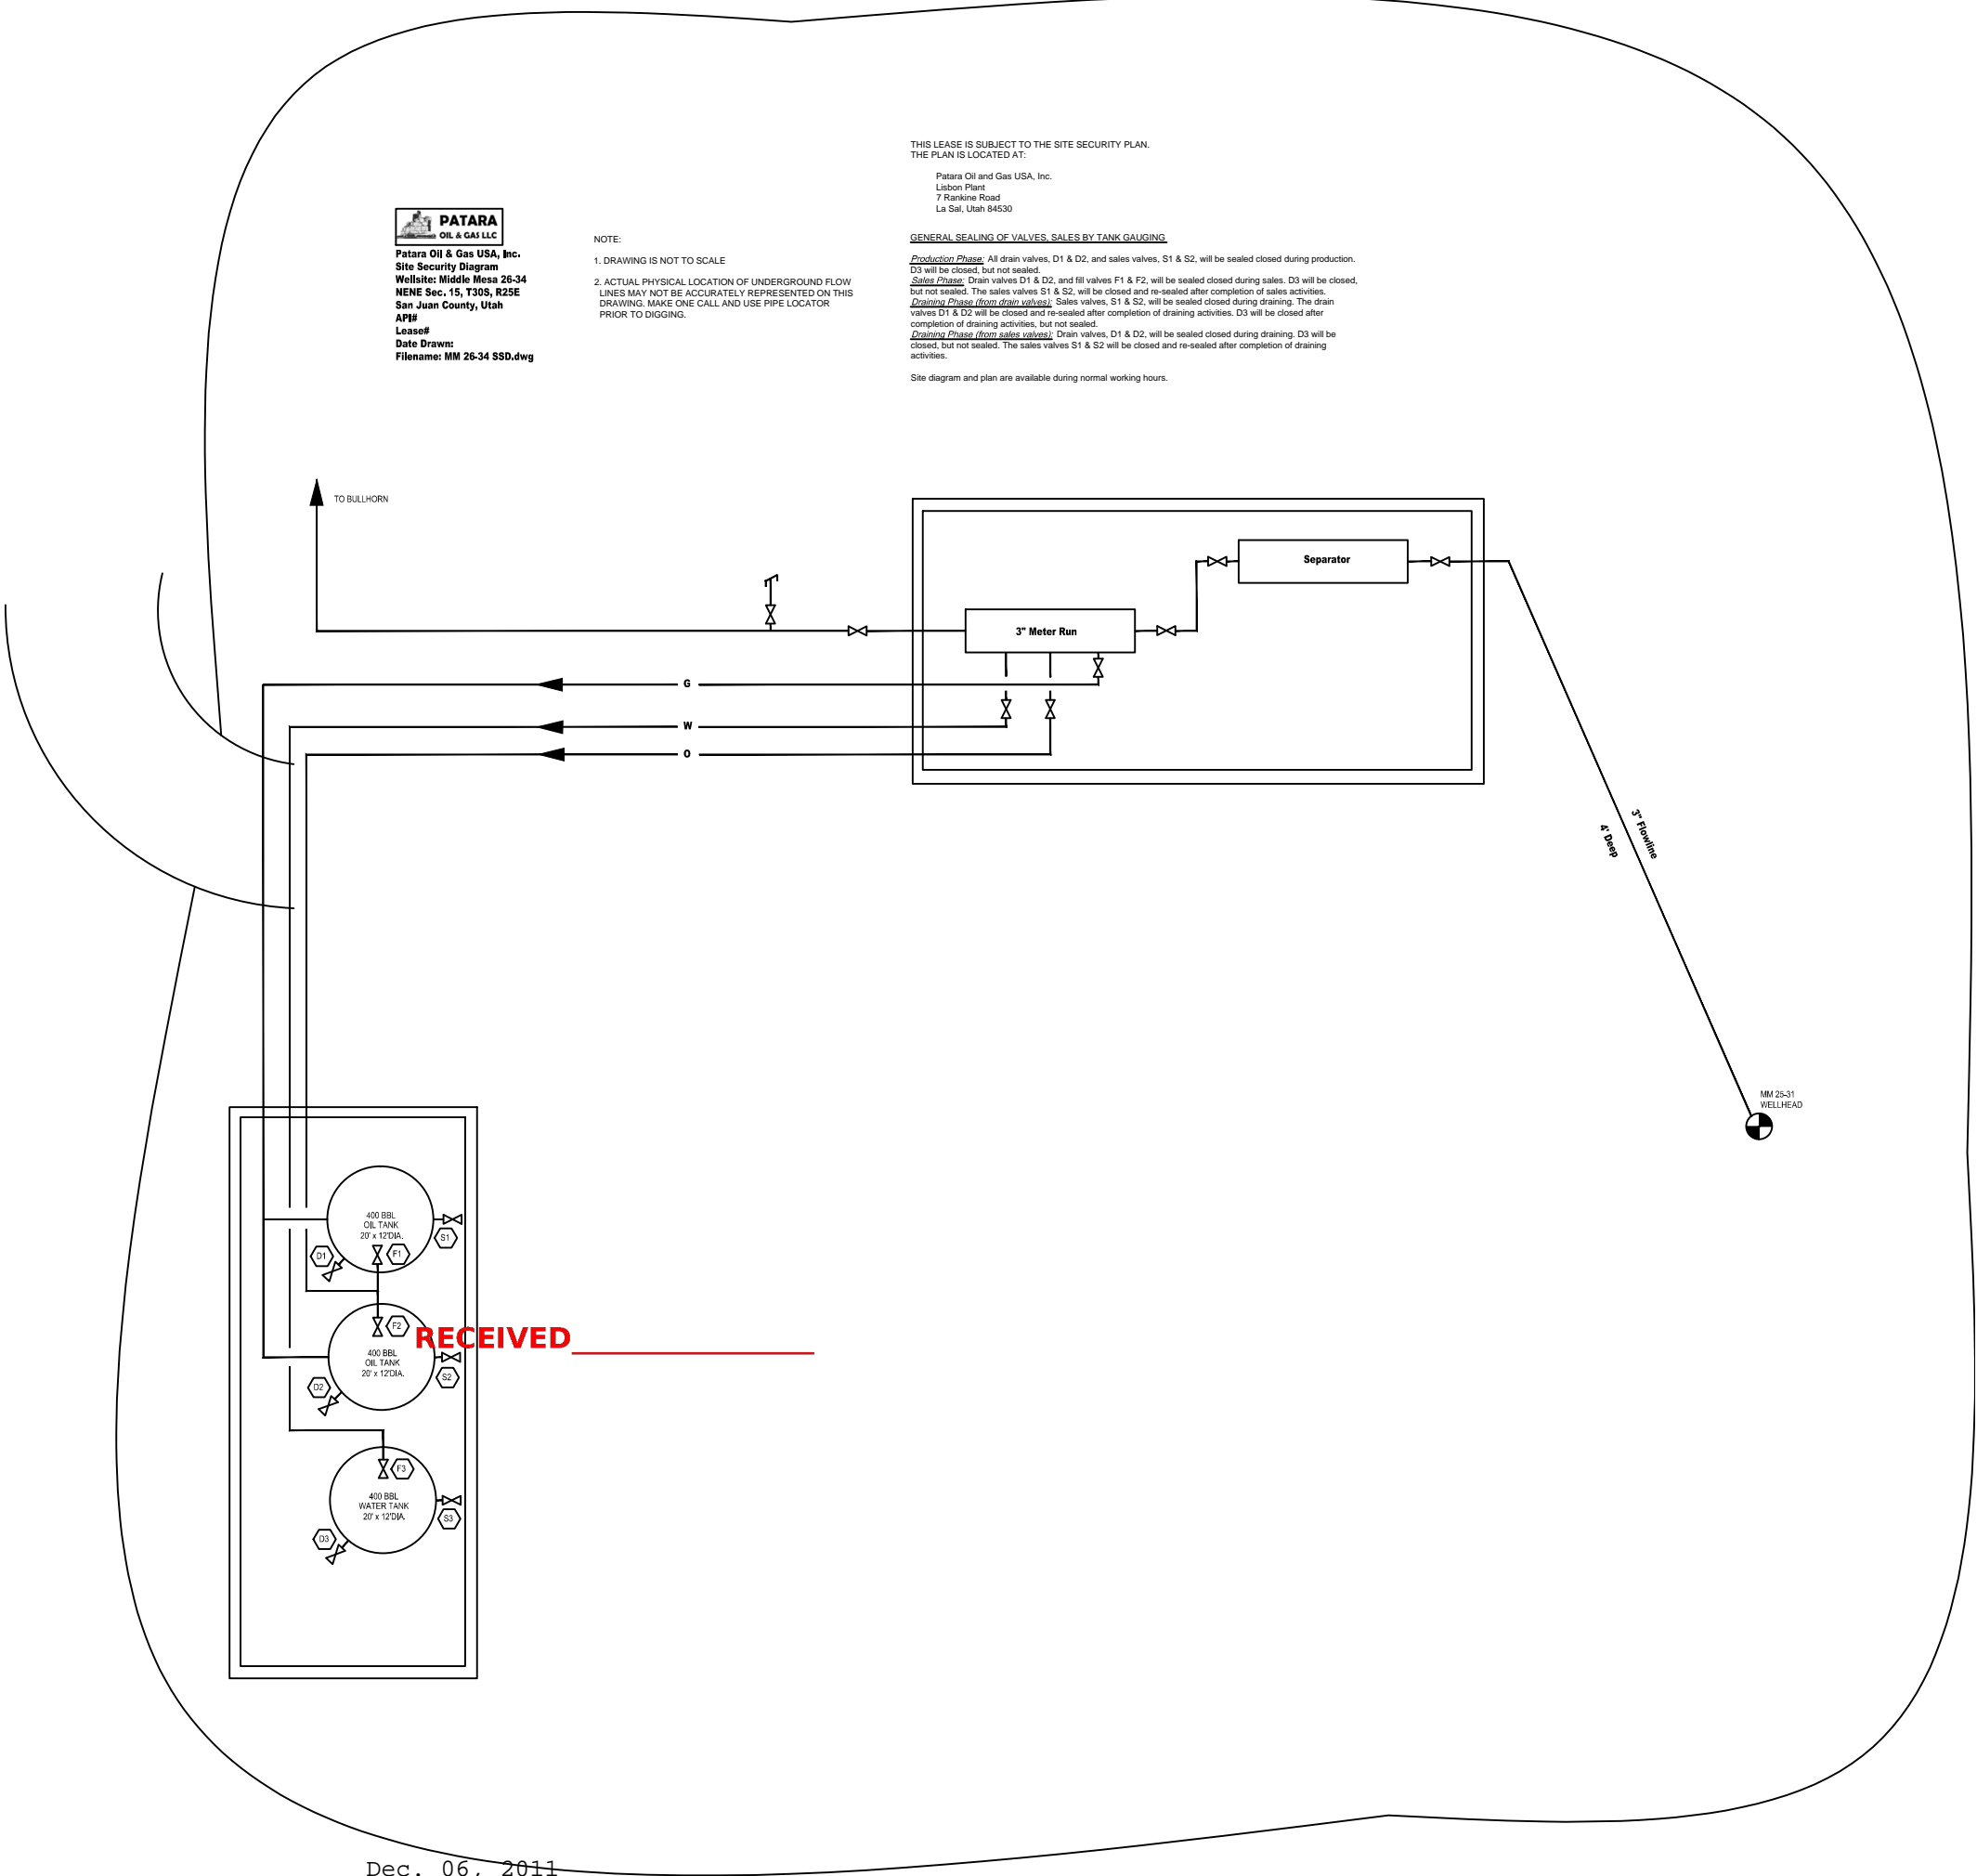 THIS LEASE IS SUBJECT TO THE SITE SECURITY PLAN.
THE PLAN IS LOCATED AT:
Patara Oil and Gas USA, Inc.
Lisbon Plant
7 Rankine Road
La Sal, Utah 84530
PATARA
OIL & GAS LLC
Patara Oil & Gas USA, Inc.
Site Security Diagram
Wellsite: Middle Mesa 26-34
NENE Sec. 15, T30S, R25E
San Juan County, Utah
API#
Lease#
Date Drawn:
Filename: MM 26-34 SSD.dwg
NOTE:
1. DRAWING IS NOT TO SCALE
2. ACTUAL PHYSICAL LOCATION OF UNDERGROUND FLOW
LINES MAY NOT BE ACCURATELY REPRESENTED ON THIS
DRAWING. MAKE ONE CALL AND USE PIPE LOCATOR
PRIOR TO DIGGING.
GENERAL SEALING OF VALVES, SALES BY TANK GAUGING
Production Phase: All drain valves, D1 & D2, and sales valves, S1 & S2, will be sealed closed during production.
D3 will be closed, but not sealed.
Sales Phase: Drain valves D1 & D2, and fill valves F1 & F2, will be sealed closed during sales. D3 will be closed,
but not sealed. The sales valves S1 & S2, will be closed and re-sealed after completion of sales activities.
Draining Phase (from drain valves): Sales valves, S1 & S2, will be sealed closed during draining. The drain
valves D1 & D2 will be closed and re-sealed after completion of draining activities. D3 will be closed after
completion of draining activities, but not sealed.
Draining Phase (from sales valves): Drain valves, D1 & D2, will be sealed closed during draining. D3 will be
closed, but not sealed. The sales valves S1 & S2 will be closed and re-sealed after completion of draining
activities.
Site diagram and plan are available during normal working hours.
TO BULLHORN
Separator
3" Meter Run
G
W
O
3" Flowline
4' Deep
MM 25-31
WELLHEAD
400 BBL
OIL TANK
20' x 12'DIA.
S1
D1
F1
F2
RECEIVED
400 BBL
OIL TANK
20' x 12'DIA.
S2
D2
F3
400 BBL
WATER TANK
20' x 12'DIA.
S3
D3
Dec. 06, 2011